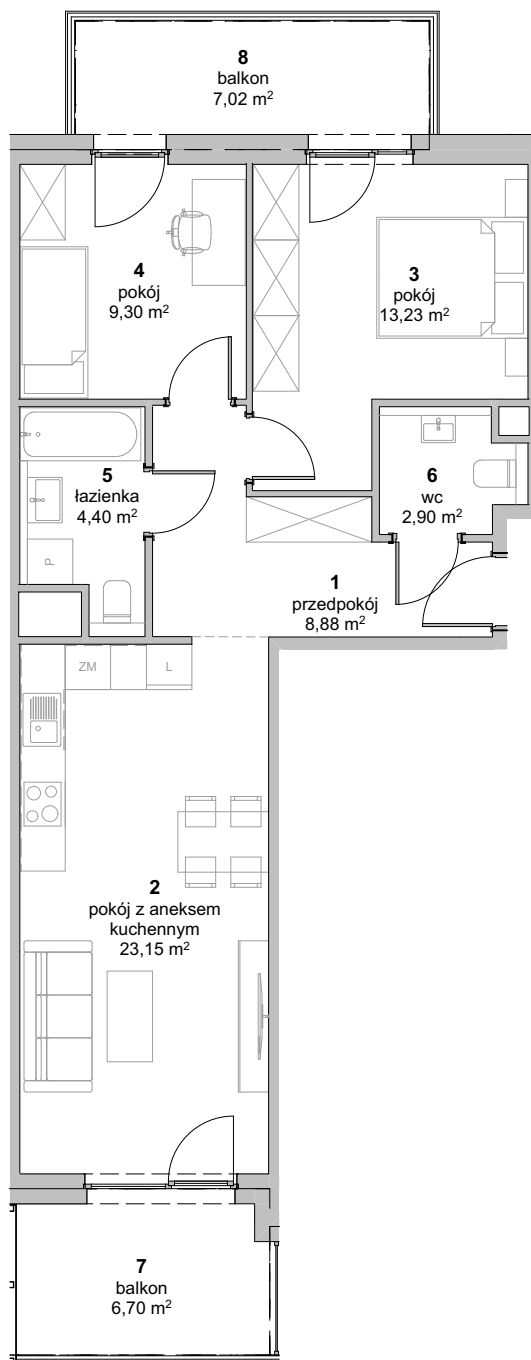 8
balkon
7,02 m²
4
pokój
9,30 m²
3
pokój
13,23 m²
5
łazienka
4,40 m²
6
wc
2,90 m²
P
1
przedpokój
8,88 m²
ZM
L
2
pokój z aneksem
kuchennym
23,15 m²
7
balkon
6,70 m²